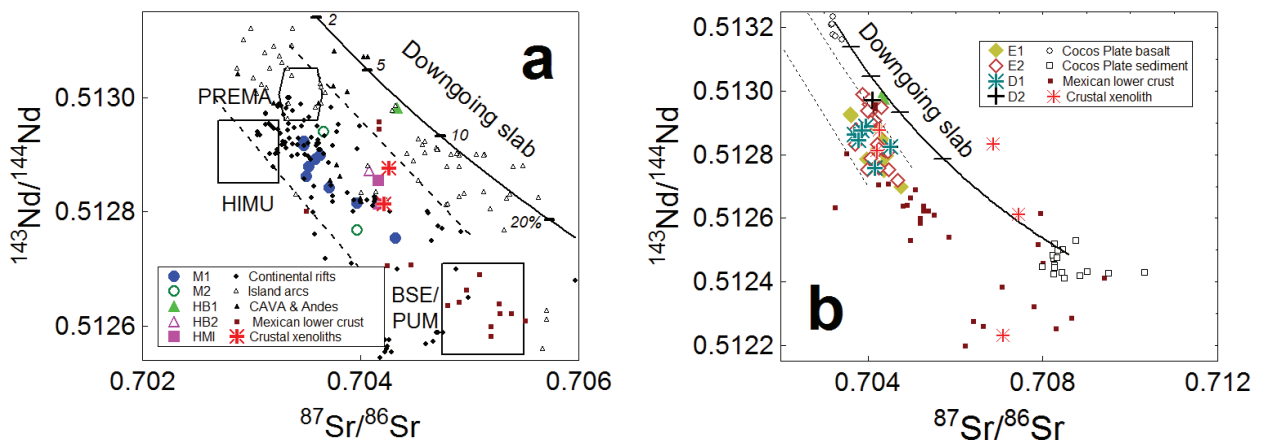 a
2
5
10
20%
Downgoing slab
PREMA
HIMU
BSE/
PUM
M1
M2
HB1
HB2
HMI
Continental rifts
Island arcs
CAVA & Andes
Mexican lower crust
Crustal xenoliths
0.5130
0.5128
0.5126
143Nd/144Nd
0.702
0.704
0.706
87Sr/86Sr
b
Downgoing slab
E1
E2
D1
D2
Cocos Plate basalt
Cocos Plate sediment
Mexican lower crust
Crustal xenolith
0.5132
0.5130
0.5128
0.5126
0.5124
0.5122
143Nd/144Nd
0.704
0.708
0.712
87Sr/86Sr